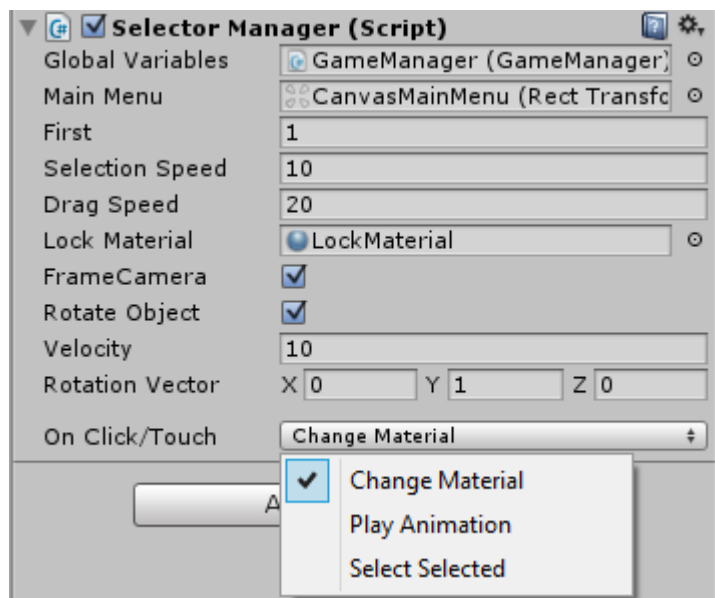 C# Selector Manager (Script)
Global Variables GameManager (GameManager)
Main Menu CanvasMainMenu (Rect Transfo
First 1
Selection Speed 10
Drag Speed 20
Lock Material LockMaterial
FrameCamera
Rotate Object
Velocity 10
Rotation Vector X 0 Y 1 Z 0
On Click/Touch Change Material
Change Material
A
Play Animation
Select Selected